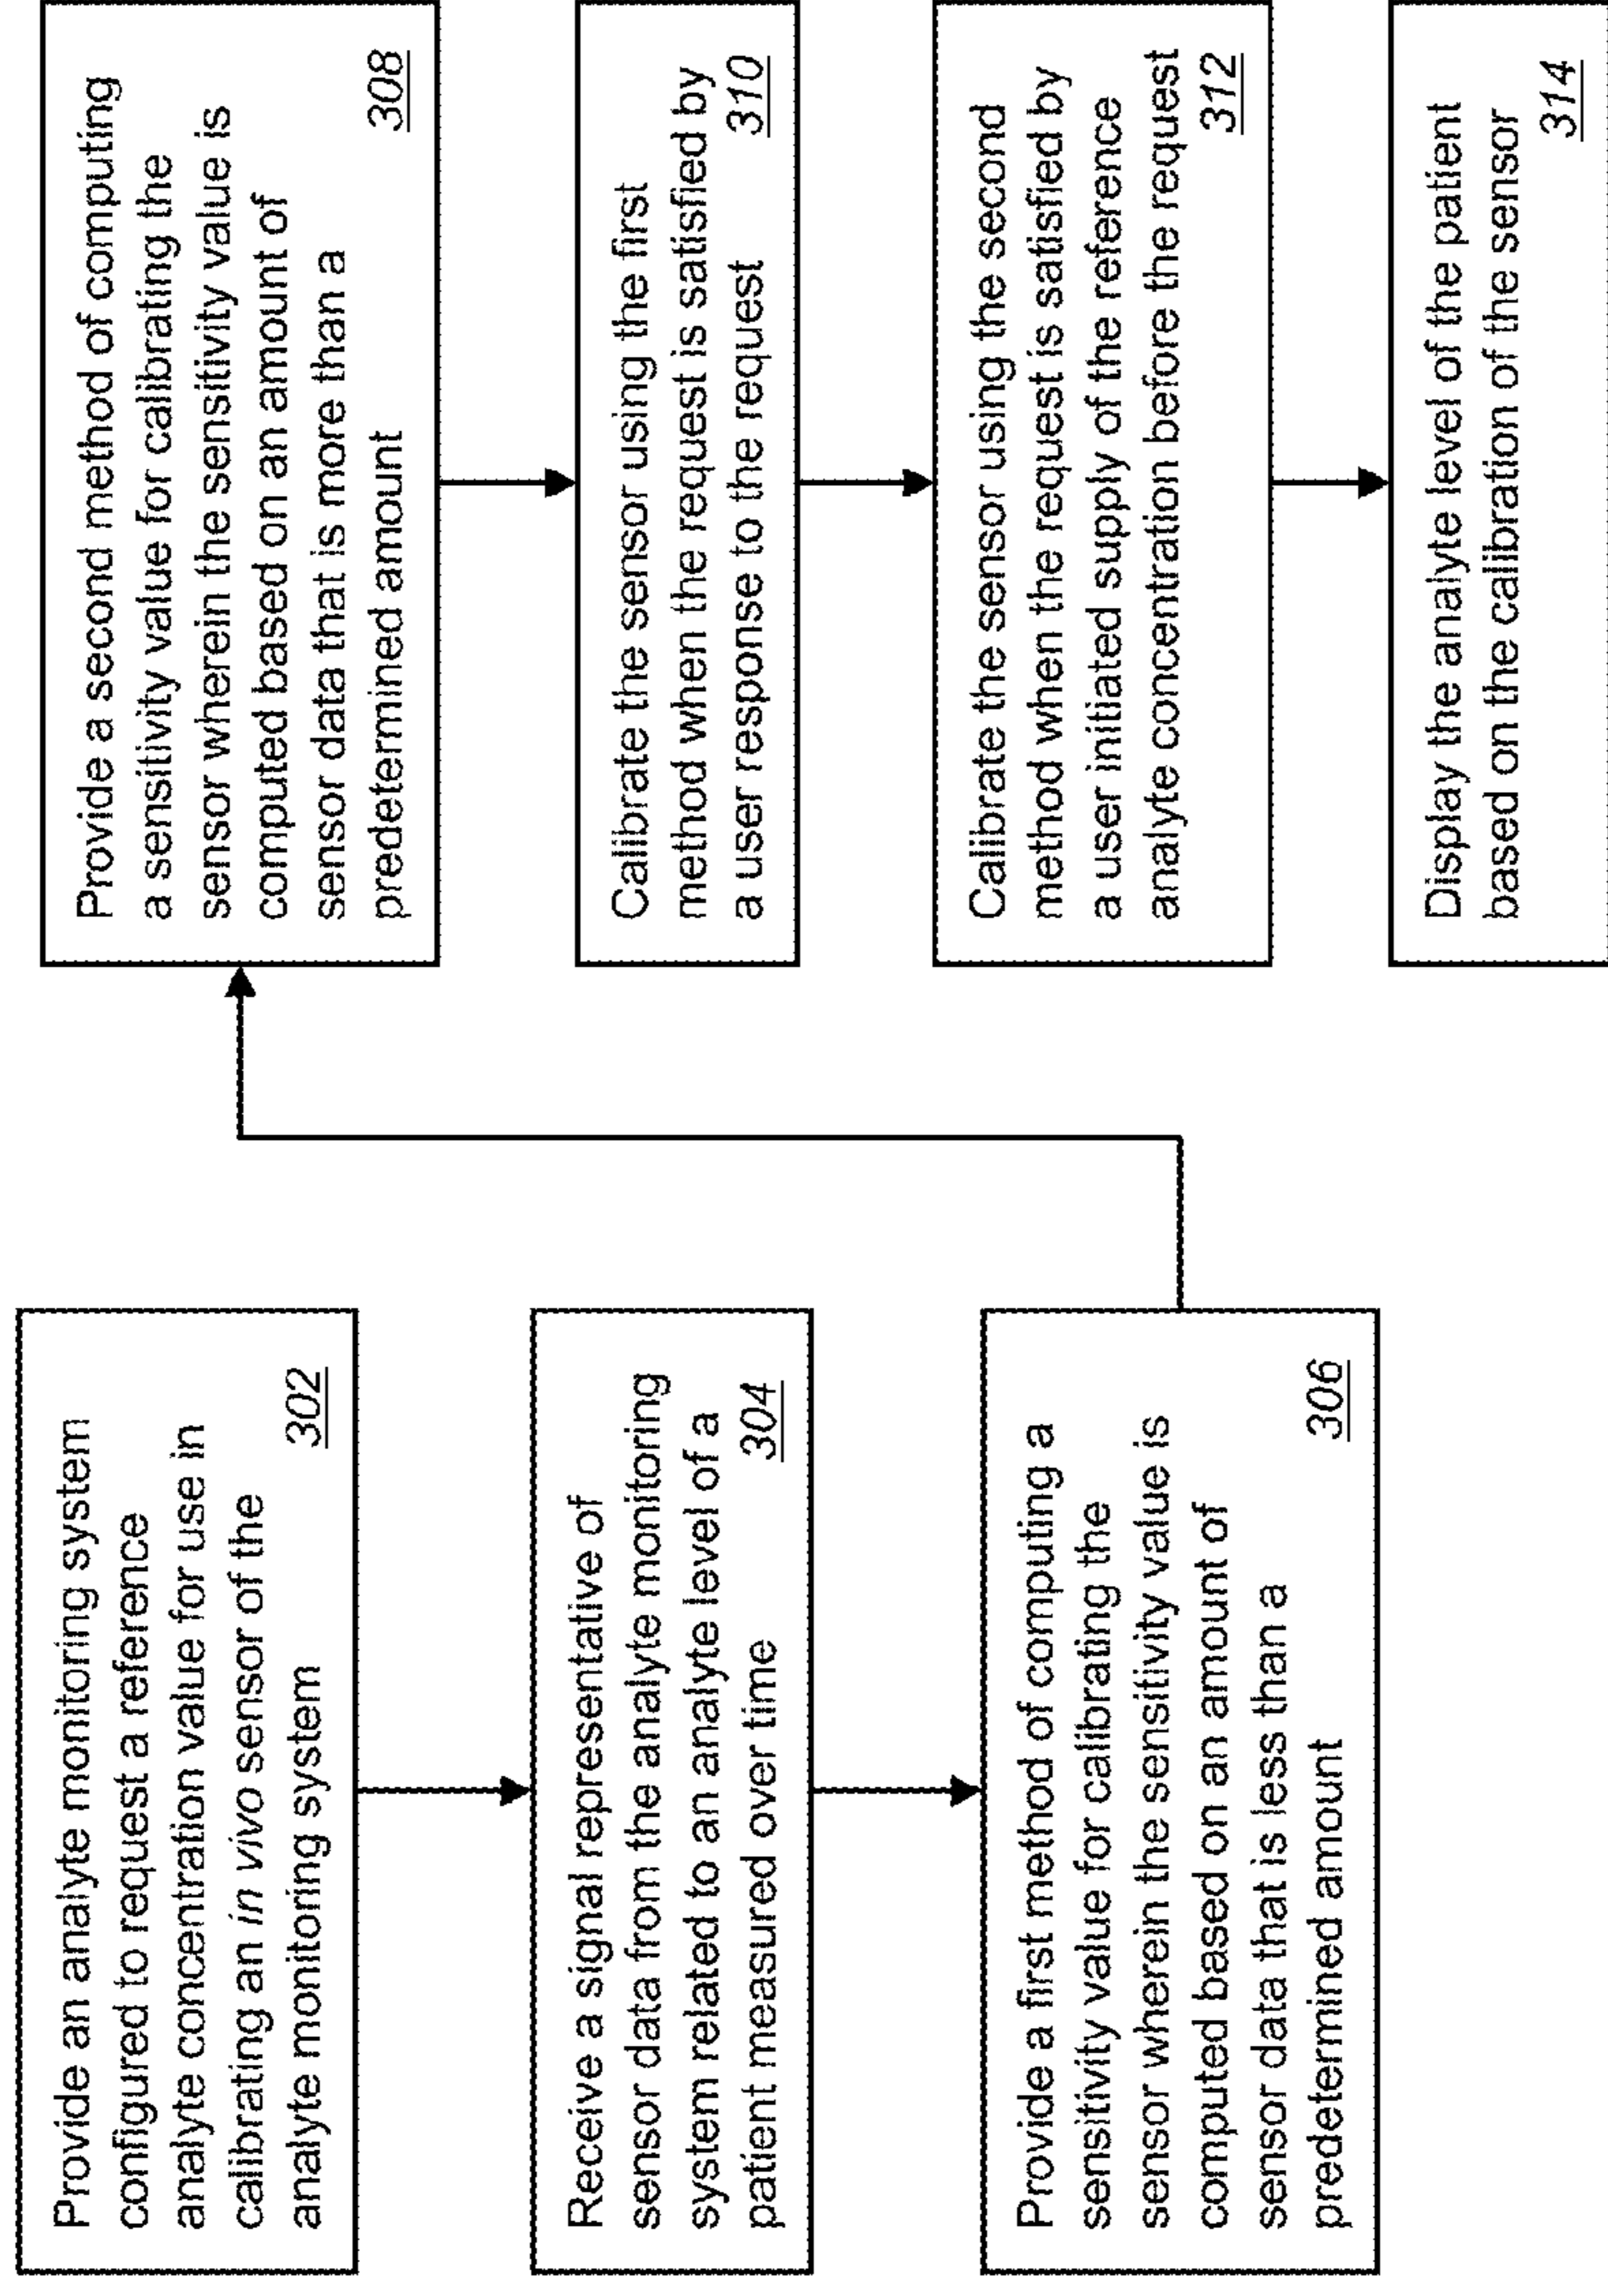 Provide an analyte monitoring system
configured to request a reference
analyte concentration value for use in
calibrating an in vivo sensor of the
analyte monitoring system
302
Receive a signal representative of
sensor data from the analyte monitoring
system related to an analyte level of a
patient measured over time
304
Provide a first method of computing a
sensitivity value for calibrating the
sensor wherein the sensitivity value is
computed based on an amount of
sensor data that is less than a
predetermined amount
306
Provide a second method of computing
a sensitivity value for calibrating the
sensor wherein the sensitivity value is
computed based on an amount of
sensor data that is more than a
predetermined amount
308
Calibrate the sensor using the first
method when the request is satisfied by
a user response to the request
310
Calibrate the sensor using the second
method when the request is satisfied by
a user initiated supply of the reference
analyte concentration before the request
312
Display the analyte level of the patient
based on the calibration of the sensor
314